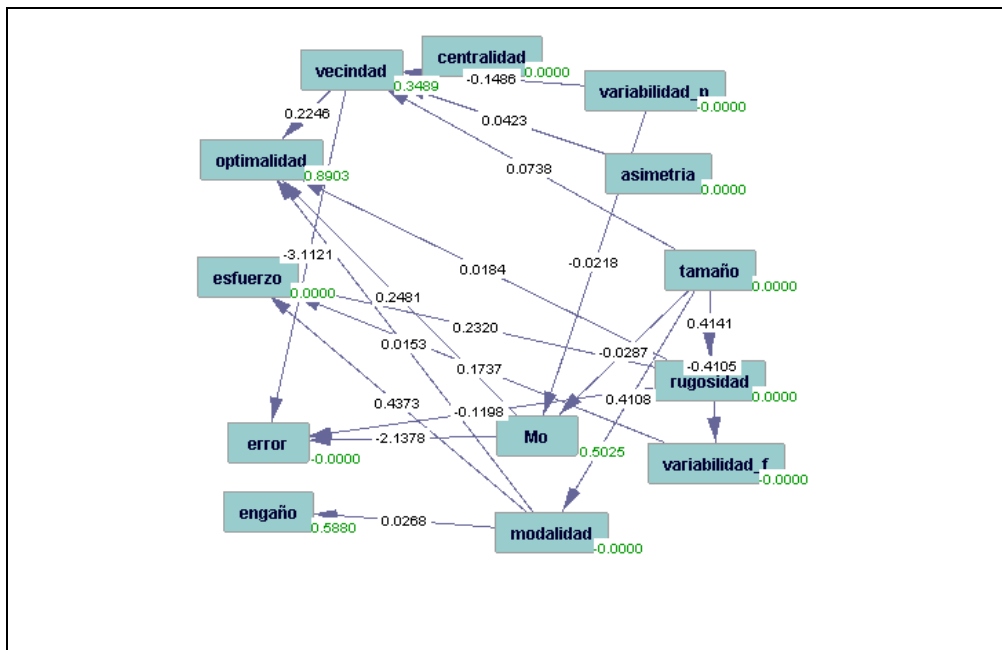 centralidad
vecindad
-0.1486
0.0000
0.3489
variabilidad_n
-0.0000
0.2246
0.0423
optimalidad
0.8903
0.0738
asimetria
0.0000
-3.1121
-0.0218
esfuerzo
0.0000
0.0184
tamaño
0.0000
0.2481
0.2320
0.4141
0.0153
0.1737
-0.0287
-0.4105
rugosidad
0.0000
0.4373
-0.1198
0.4108
error
-0.0000
-2.1378
Mo
0.5025
variabilidad_f
-0.0000
engaño
0.5880
0.0268
modalidad
-0.0000